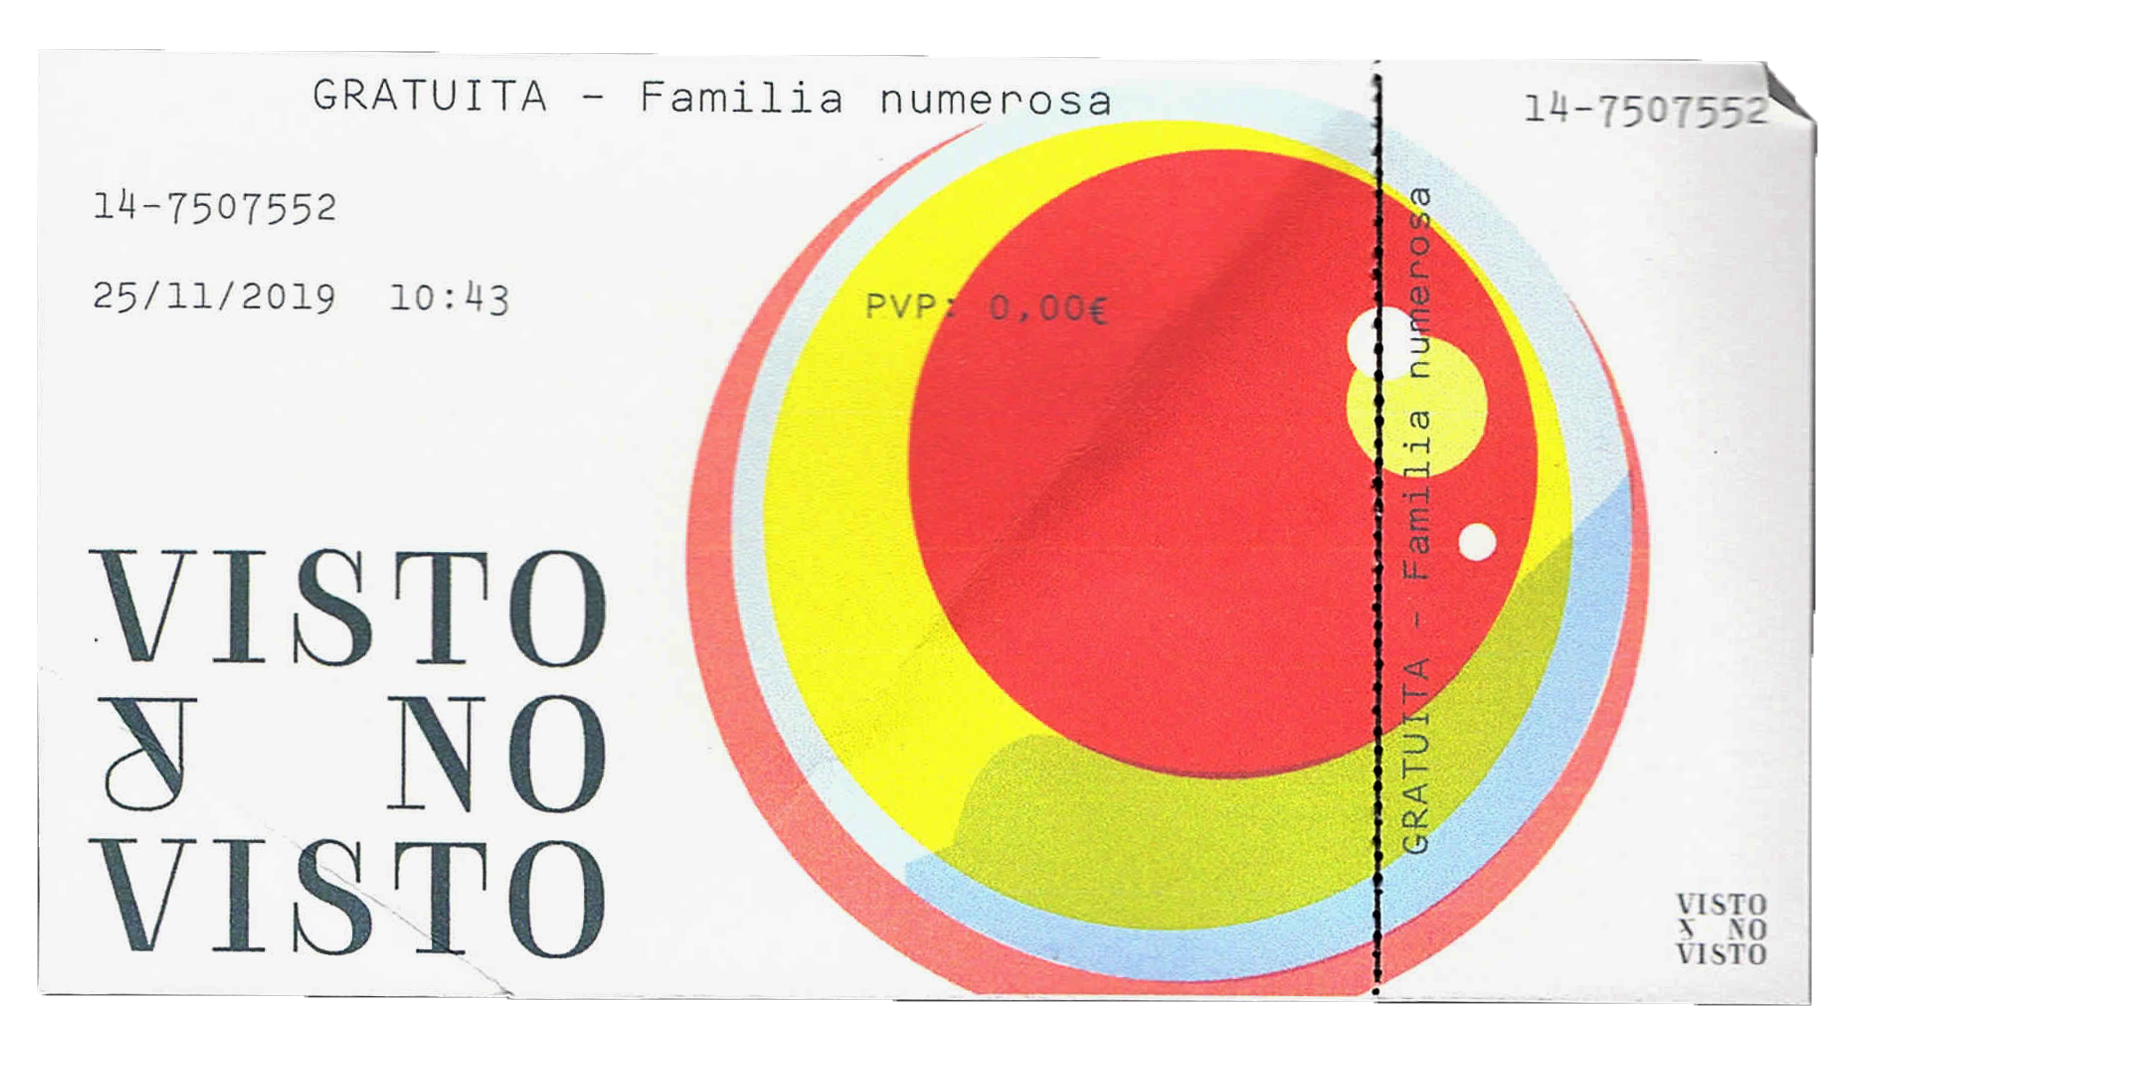 GRATUITA - Familia numerosa
14-7507552
25/11/2019 10:43
PVP: 0,00€
VISTO
& NO
VISTO
14-7507552
GRATUITA - Familia numerosa
VISTO
& NO
VISTO